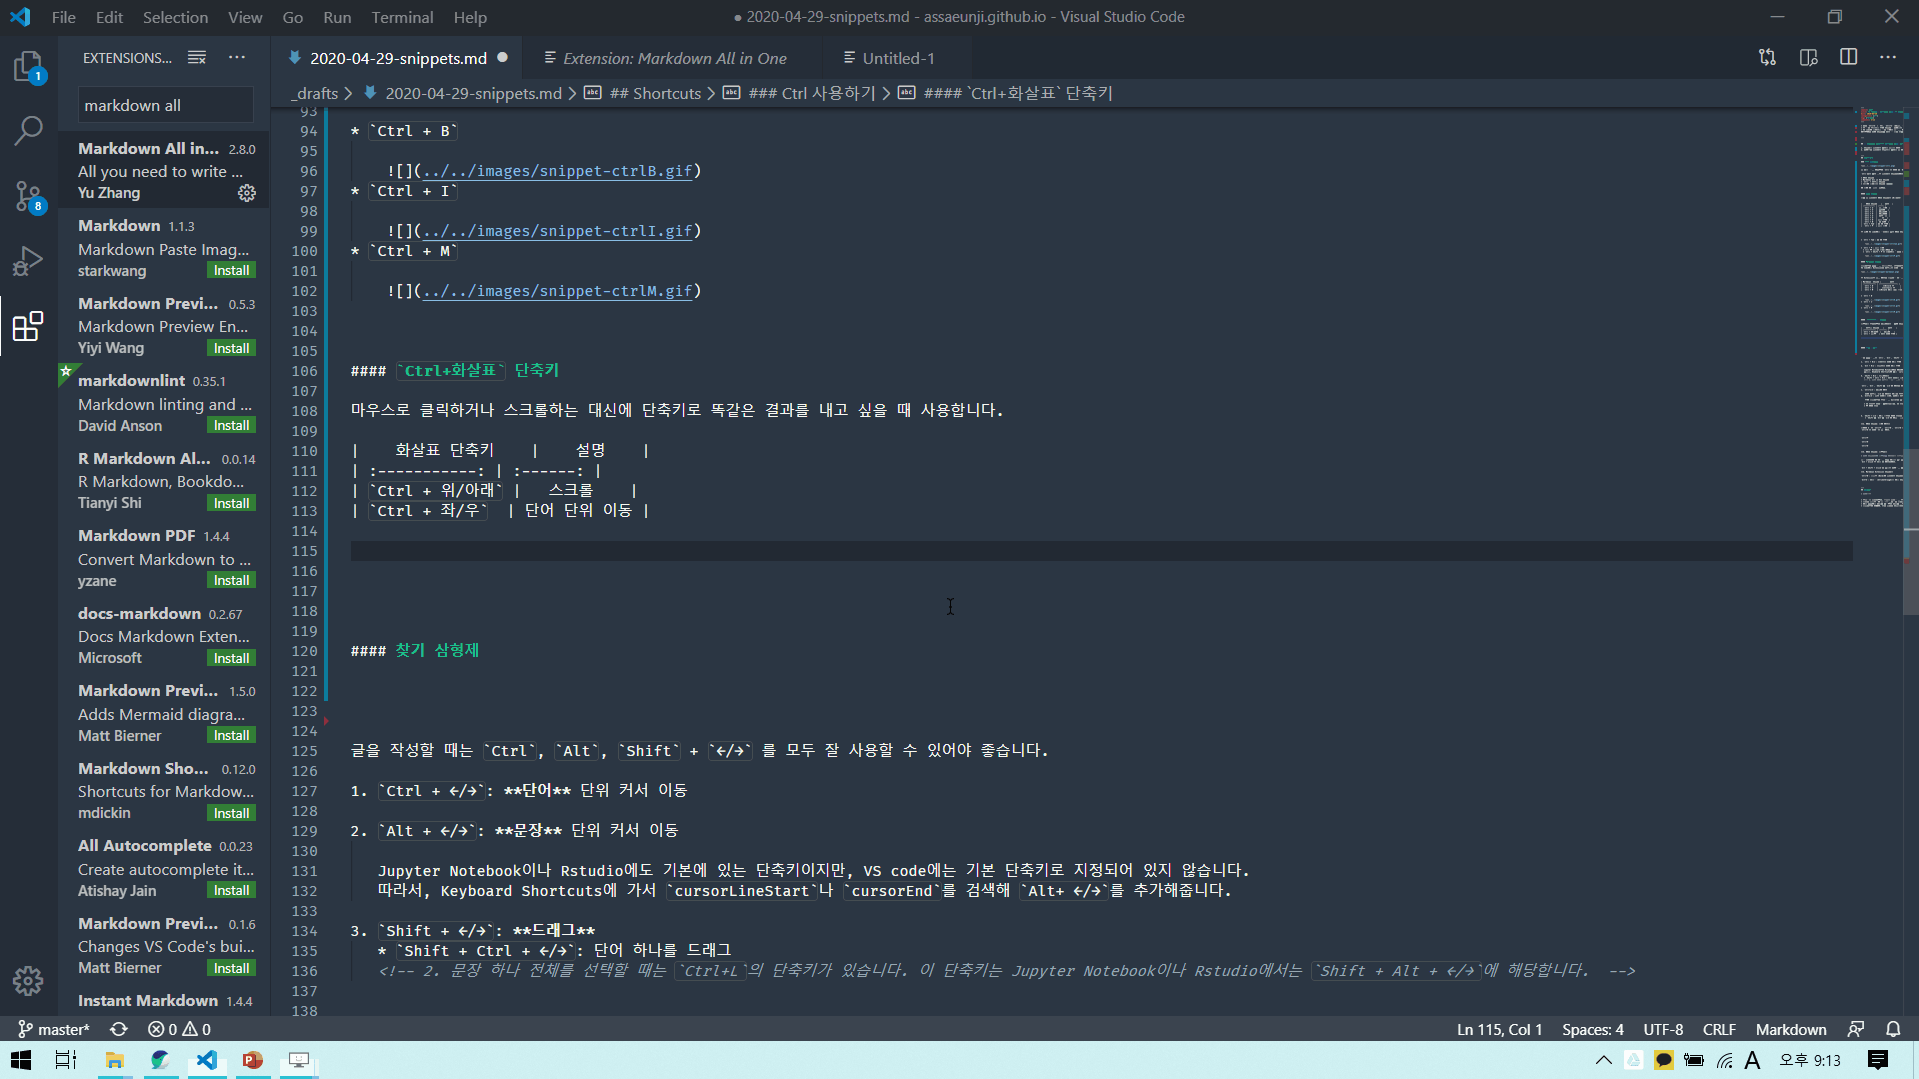 File Edit Selection View Go Run Terminal Help
● 2020-04-29-snippets.md - assaeunji.github.io - Visual Studio Code
EXTENSIONS...
2020-04-29-snippets.md
Extension: Markdown All in One
Untitled-1
_drafts > 2020-04-29-snippets.md > ## Shortcuts > ### Ctrl 사용하기 > #### `Ctrl+화살표` 단축키
1
8
markdown all
Markdown All in... 2.8.0
All you need to write ...
Yu Zhang
Markdown 1.1.3
Markdown Paste Imag...
starkwang Install
Markdown Previ... 0.5.3
Markdown Preview En...
Yiyi Wang Install
markdownlint 0.35.1
Markdown linting and ...
David Anson Install
R Markdown Al... 0.0.14
R Markdown, Bookdo...
Tianyi Shi Install
Markdown PDF 1.4.4
Convert Markdown to ...
yzane Install
docs-markdown 0.2.67
Docs Markdown Exten...
Microsoft Install
Markdown Previ... 1.5.0
Adds Mermaid diagra...
Matt Bierner Install
Markdown Sho... 0.12.0
Shortcuts for Markdow...
mdickin Install
All Autocomplete 0.0.23
Create autocomplete it...
Atishay Jain Install
Markdown Previ... 0.1.6
Changes VS Code's bui...
Matt Bierner Install
Instant Markdown 1.4.4
93
94 * `Ctrl + B`
95
96 ![](../../images/snippet-ctrlB.gif)
97 * `Ctrl + I`
98
99 ![](../../images/snippet-ctrlI.gif)
100 * `Ctrl + M`
101
102 ![](../../images/snippet-ctrlM.gif)
103
104
105
106 #### `Ctrl+화살표` 단축키
107
108 마우스로 클릭하거나 스크롤하는 대신에 단축키로 똑같은 결과를 내고 싶을 때 사용합니다.
109
110 | 화살표 단축키 | 설명 |
111 | :-----------: | :------: |
112 | `Ctrl + 위/아래` | 스크롤 |
113 | `Ctrl + 좌/우` | 단어 단위 이동 |
114
115
116
117
118
119
120 #### 찾기 삼형제
121
122
123
124
125 글을 작성할 때는 `Ctrl`, `Alt`, `Shift` + `←/→` 를 모두 잘 사용할 수 있어야 좋습니다.
126
127 1. `Ctrl + ←/→`: **단어** 단위 커서 이동
128
129 2. `Alt + ←/→`: **문장** 단위 커서 이동
130
131 Jupyter Notebook이나 Rstudio에도 기본에 있는 단축키이지만, VS code에는 기본 단축키로 지정되어 있지 않습니다.
132 따라서, Keyboard Shortcuts에 가서 `cursorLineStart`나 `cursorEnd`를 검색해 `Alt+ ←/→`를 추가해줍니다.
133
134 3. `Shift + ←/→`: **드래그**
135 * `Shift + Ctrl + ←/→`: 단어 하나를 드래그
136 <!-- 2. 문장 하나 전체를 선택할 때는 `Ctrl+L`의 단축키가 있습니다. 이 단축키는 Jupyter Notebook이나 Rstudio에서는 `Shift + Alt + ←/→`에 해당합니다. -->
137
138
master* 0 0
Ln 115, Col 1 Spaces: 4 UTF-8 CRLF Markdown
A 오후 9:13